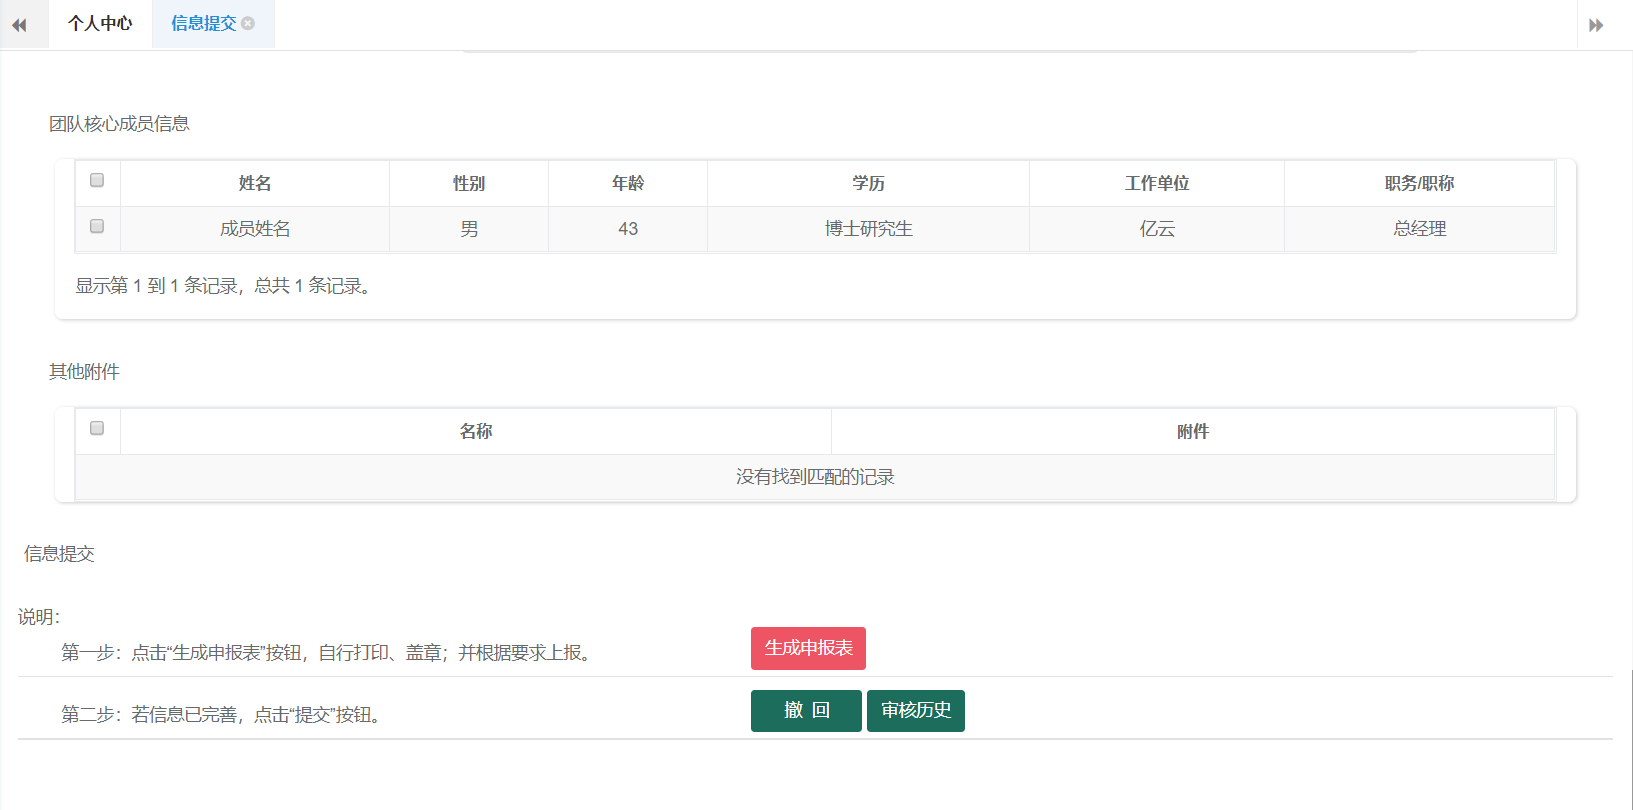 个人中心 信息提交
团队核心成员信息
姓名 性别 年龄 学历 工作单位 职务/职称
成员姓名 男 43 博士研究生 亿云 总经理
显示第 1 到 1 条记录，总共 1 条记录。
其他附件
名称 附件
没有找到匹配的记录
信息提交
说明：
第一步：点击“生成申报表”按钮，自行打印、盖章；并根据要求上报。 生成申报表
第二步：若信息已完善，点击“提交”按钮。 撤 回 审核历史